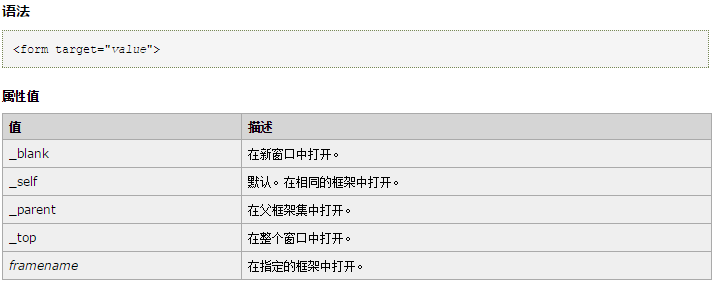 语法
<form target="value">
属性值
值 描述
_blank 在新窗口中打开。
_self 默认。在相同的框架中打开。
_parent 在父框架集中打开。
_top 在整个窗口中打开。
framename 在指定的框架中打开。